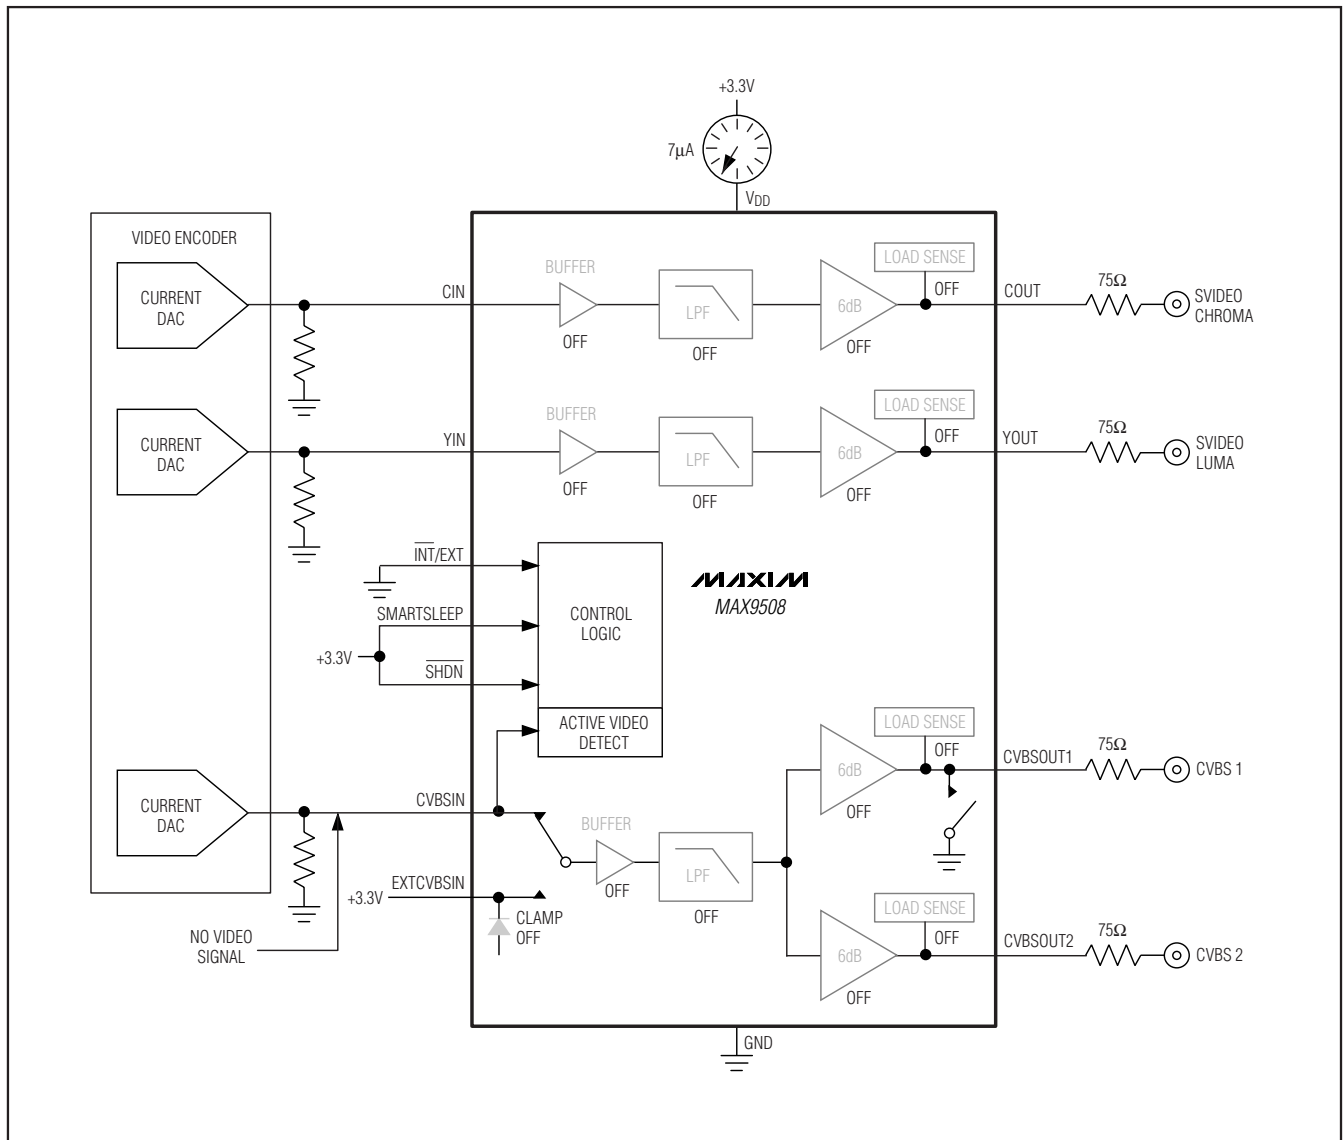 +3.3V
7µA
VDD
VIDEO ENCODER
CURRENT
DAC
CIN
BUFFER
OFF
LPF
OFF
6dB
OFF
LOAD SENSE
OFF
COUT
75Ω
SVIDEO
CHROMA
CURRENT
DAC
YIN
BUFFER
OFF
LPF
OFF
6dB
OFF
LOAD SENSE
OFF
YOUT
75Ω
SVIDEO
LUMA
INT/EXT
SMARTSLEEP
+3.3V
SHDN
CONTROL
LOGIC
ACTIVE VIDEO
DETECT
MAXIM
MAX9508
CURRENT
DAC
CVBSIN
NO VIDEO
SIGNAL
+3.3V
EXTCVBSIN
CLAMP
OFF
BUFFER
OFF
LPF
OFF
6dB
OFF
LOAD SENSE
OFF
CVBSOUT1
75Ω
CVBS 1
6dB
OFF
LOAD SENSE
OFF
CVBSOUT2
75Ω
CVBS 2
GND